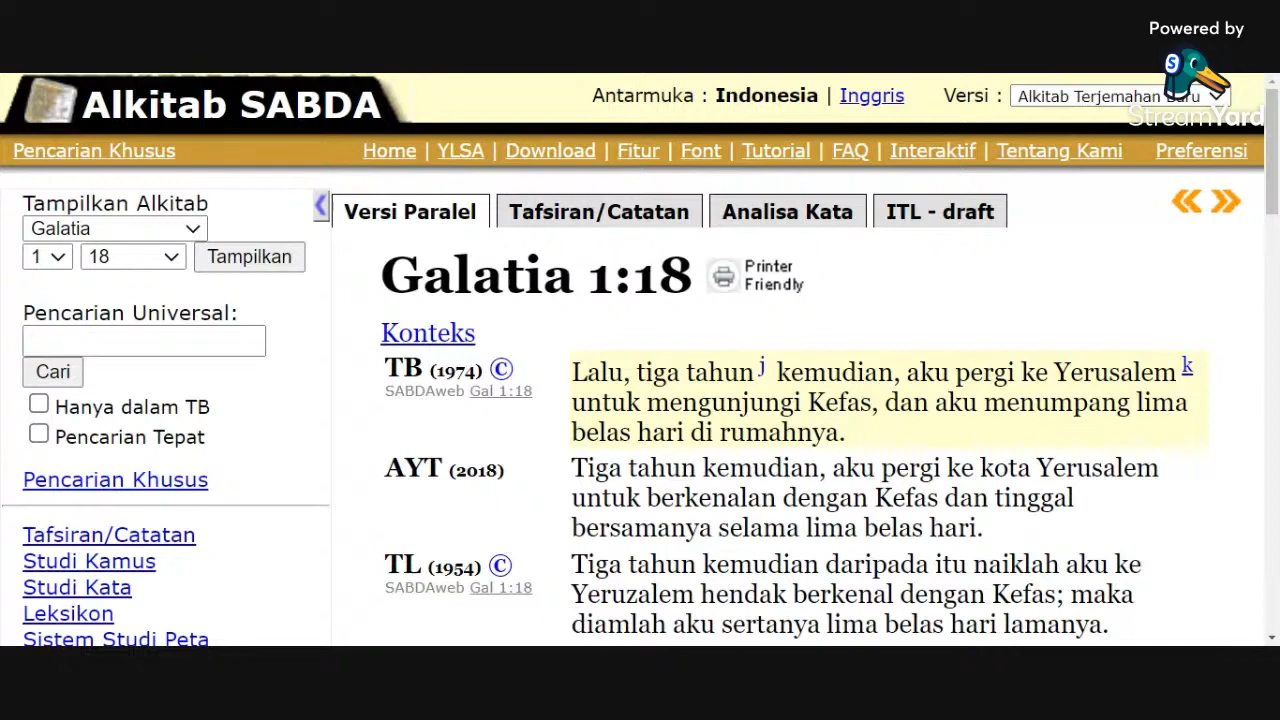 Powered by
StreamYard
Alkitab SABDA
Antarmuka : Indonesia | Inggris
Versi : Alkitab Terjemahan Baru
Pencarian Khusus
Home | YLSA | Download | Fitur | Font | Tutorial | FAQ | Interaktif | Tentang Kami
Preferensi
Tampilkan Alkitab
Galatia
1 18 Tampilkan
Pencarian Universal:
Cari
Hanya dalam TB
Pencarian Tepat
Pencarian Khusus
Tafsiran/Catatan
Studi Kamus
Studi Kata
Leksikon
Sistem Studi Peta
Versi Paralel
Tafsiran/Catatan
Analisa Kata
ITL - draft
Galatia 1:18
Printer
Friendly
Konteks
TB (1974) ©
SABDAweb Gal 1:18
Lalu, tiga tahun j kemudian, aku pergi ke Yerusalem k
untuk mengunjungi Kefas, dan aku menumpang lima
belas hari di rumahnya.
AYT (2018)
Tiga tahun kemudian, aku pergi ke kota Yerusalem
untuk berkenalan dengan Kefas dan tinggal
bersamanya selama lima belas hari.
TL (1954) ©
SABDAweb Gal 1:18
Tiga tahun kemudian daripada itu naiklah aku ke
Yeruzalem hendak berkenal dengan Kefas; maka
diamlah aku sertanya lima belas hari lamanya.